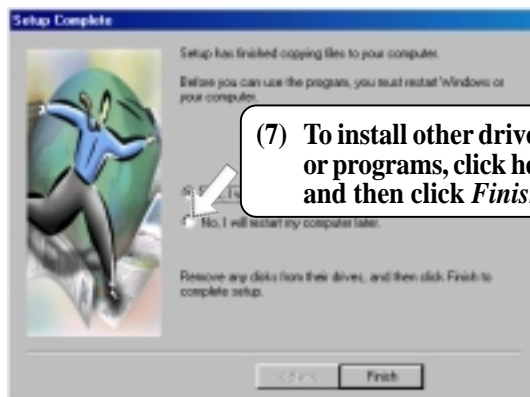 Setup Complete
Setup has finished copying files to your computer.
Before you can use the program, you must restart Windows or
your computer.
(7) To install other drive
or programs, click he
and then click Finis
No, I will restart my computer later.
Remove any disks from their drives, and then click Finish to
complete setup.
< Back
Finish